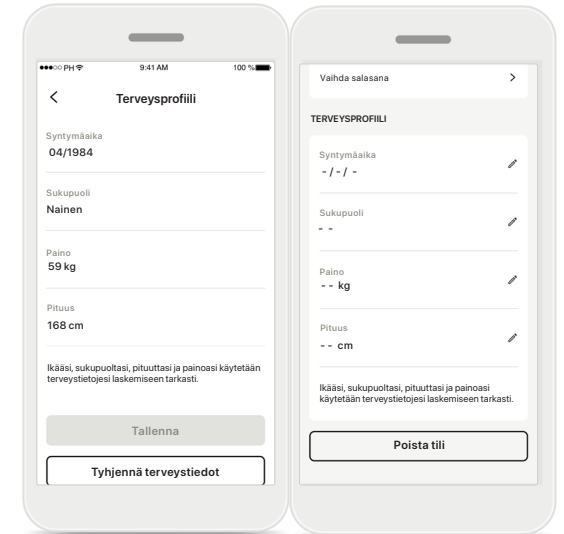 PH 9:41 AM 100 %
Terveysprofiili
Syntymäaika
04/1984
Sukupuoli
Nainen
Paino
59 kg
Pituus
168 cm
Ikääsi, sukupuoltasi, pituuttasi ja painoasi käytetään
terveystietojesi laskemiseen tarkasti.
Tallenna
Tyhjennä terveystiedot
Vaihda salasana
TERVEYSPROFIILI
Syntymäaika
- / - / -
Sukupuoli
- -
Paino
- - kg
Pituus
- - cm
Ikääsi, sukupuoltasi, pituuttasi ja painoasi
käytetään terveystietojesi laskemiseen tarkasti.
Poista tili